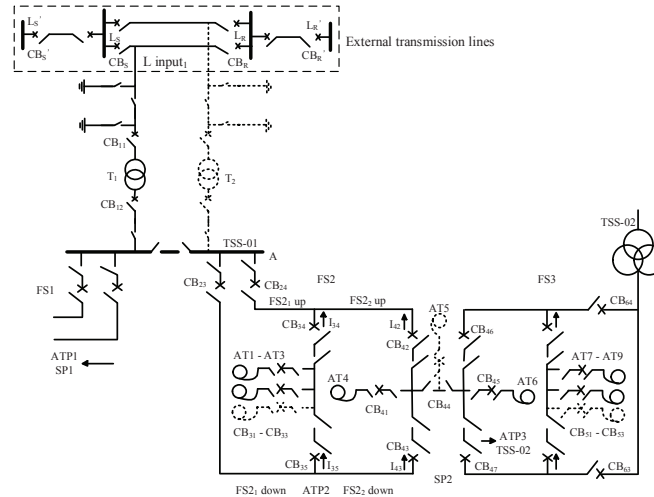 LS′
LS
LR
LR′
CBS′
CBS
L input1
CBR
CBR′
External transmission lines
CB11
T1
T2
CB12
TSS-01
A
TSS-02
CB23
CB24
FS1
FS2
FS3
FS21 up
FS22 up
AT5
CB64
CB34
I34
I42
CB42
CB46
AT1 - AT3
AT4
CB45
AT6
AT7 - AT9
ATP1
SP1
CB31 - CB33
CB41
CB44
CB51 - CB53
CB43
ATP3
TSS-02
CB35
I35
I43
SP2
CB47
CB63
FS21 down
ATP2
FS22 down